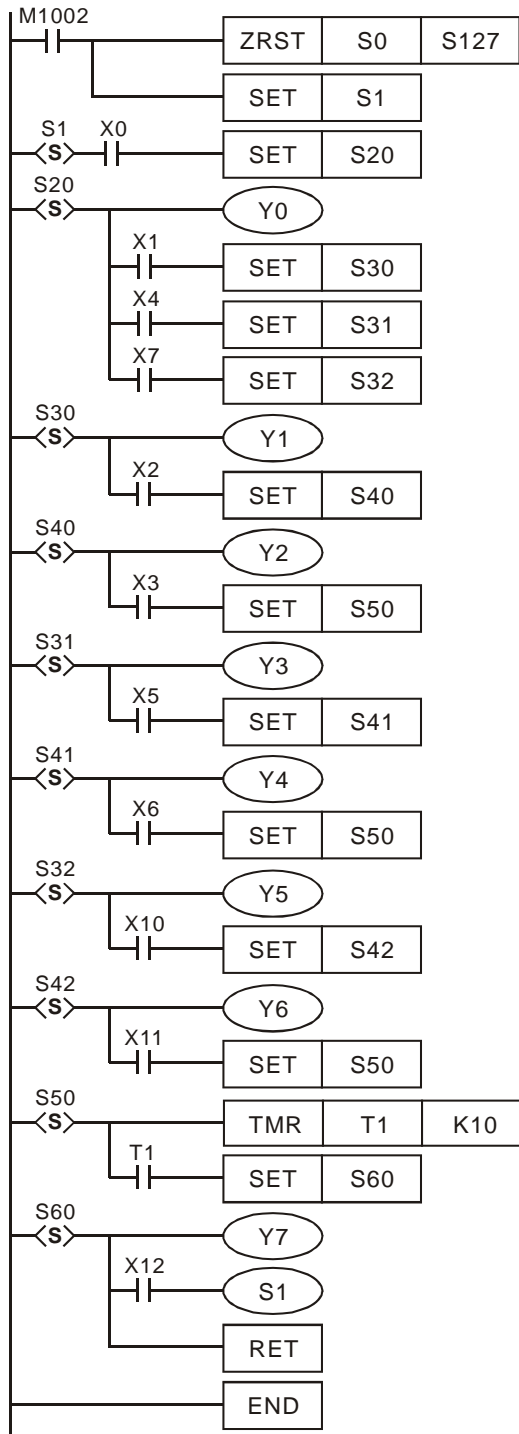 M1002
ZRST S0 S127
SET S1
S1 X0
S SET S20
S20
S Y0
X1
SET S30
X4
SET S31
X7
SET S32
S30
S Y1
X2
SET S40
S40
S Y2
X3
SET S50
S31
S Y3
X5
SET S41
S41
S Y4
X6
SET S50
S32
S Y5
X10
SET S42
S42
S Y6
X11
SET S50
S50
S TMR T1 K10
T1
SET S60
S60
S Y7
X12
S1
RET
END